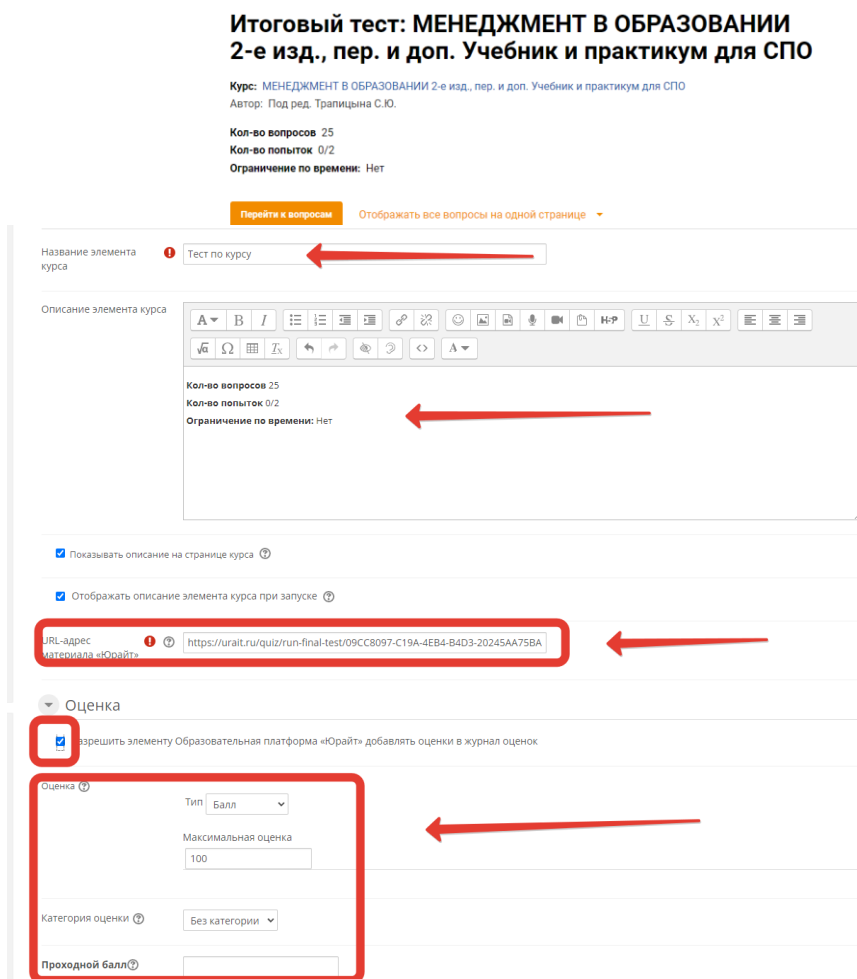 Итоговый тест: МЕНЕДЖМЕНТ В ОБРАЗОВАНИИ
2-е изд., пер. и доп. Учебник и практикум для СПО
Курс: МЕНЕДЖМЕНТ В ОБРАЗОВАНИИ 2-е изд., пер. и доп. Учебник и практикум для СПО
Автор: Под ред. Трапицына С.Ю.
Кол-во вопросов 25
Кол-во попыток 0/2
Ограничение по времени: Нет
Перейти к вопросам Отображать все вопросы на одной странице
Название элемента
курса
Тест по курсу
Описание элемента курса
A B I H-P U S X₂ X²
√α Ω Tx <> A
Кол-во вопросов 25
Кол-во попыток 0/2
Ограничение по времени: Нет
Показывать описание на странице курса
Отображать описание элемента курса при запуске
URL-адрес
материала «Юрайт»
https://urait.ru/quiz/run-final-test/09CC8097-C19A-4EB4-B4D3-20245AA75BA
Оценка
азрешить элементу Образовательная платформа «Юрайт» добавлять оценки в журнал оценок
Оценка
Тип Балл
Максимальная оценка
100
Категория оценки Без категории
Проходной балл